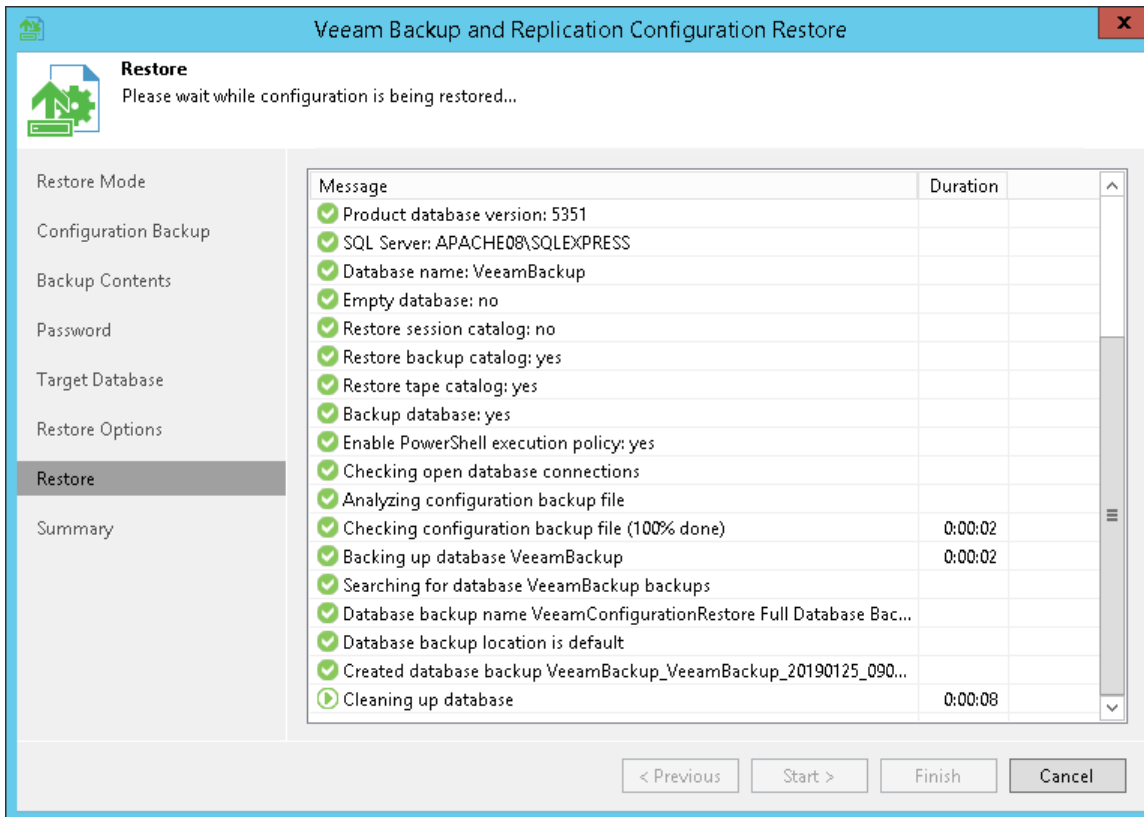 Veeam Backup and Replication Configuration Restore
x
Restore
Please wait while configuration is being restored...
Restore Mode
Configuration Backup
Backup Contents
Password
Target Database
Restore Options
Restore
Summary
Message Duration
Product database version: 5351
SQL Server: APACHE08\SQLEXPRESS
Database name: VeeamBackup
Empty database: no
Restore session catalog: no
Restore backup catalog: yes
Restore tape catalog: yes
Backup database: yes
Enable PowerShell execution policy: yes
Checking open database connections
Analyzing configuration backup file
Checking configuration backup file (100% done) 0:00:02
Backing up database VeeamBackup 0:00:02
Searching for database VeeamBackup backups
Database backup name VeeamConfigurationRestore Full Database Bac...
Database backup location is default
Created database backup VeeamBackup_VeeamBackup_20190125_090...
Cleaning up database 0:00:08
< Previous Start > Finish Cancel